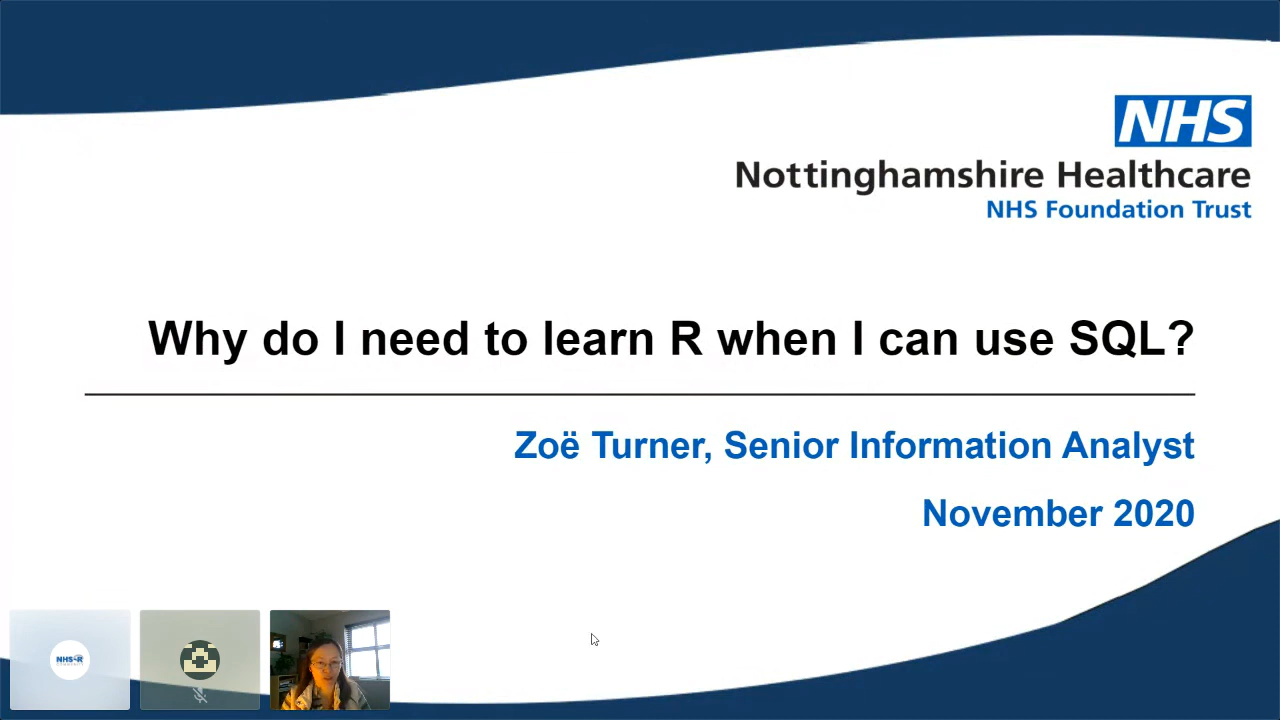 NHS
Nottinghamshire Healthcare
NHS Foundation Trust
Why do I need to learn R when I can use SQL?
Zoë Turner, Senior Information Analyst
November 2020
NHS-R